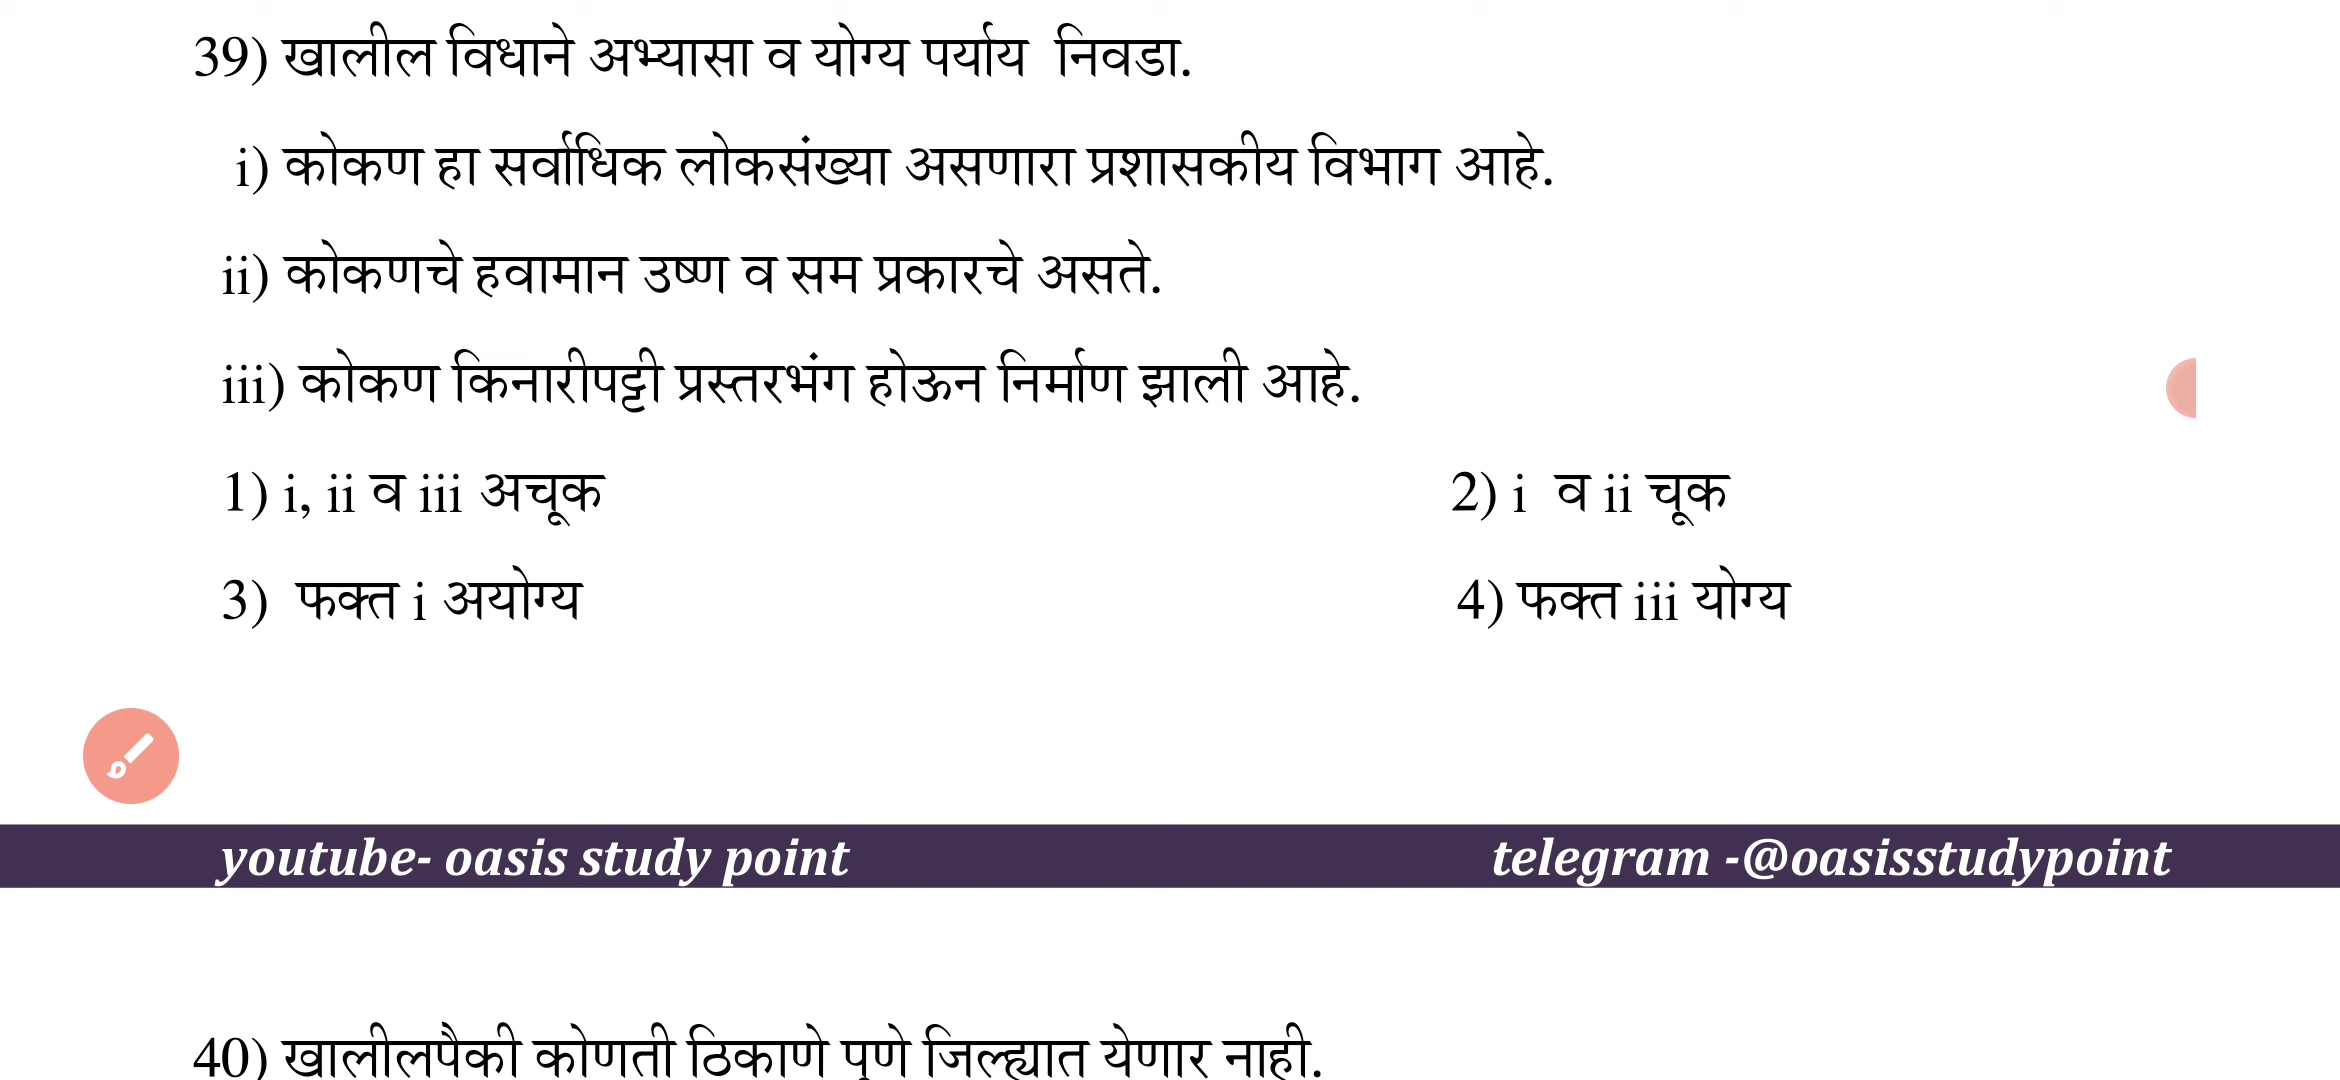 39) खालील विधाने अभ्यासा व योग्य पर्याय निवडा.
i) कोकण हा सर्वाधिक लोकसंख्या असणारा प्रशासकीय विभाग आहे.
ii) कोकणचे हवामान उष्ण व सम प्रकारचे असते.
iii) कोकण किनारीपट्टी प्रस्तरभंग होऊन निर्माण झाली आहे.
1) i, ii व iii अचूक 2) i व ii चूक
3) फक्त i अयोग्य 4) फक्त iii योग्य
youtube- oasis study point telegram -@oasisstudypoint
40) खालीलपैकी कोणती ठिकाणे पुणे जिल्ह्यात येणार नाही.